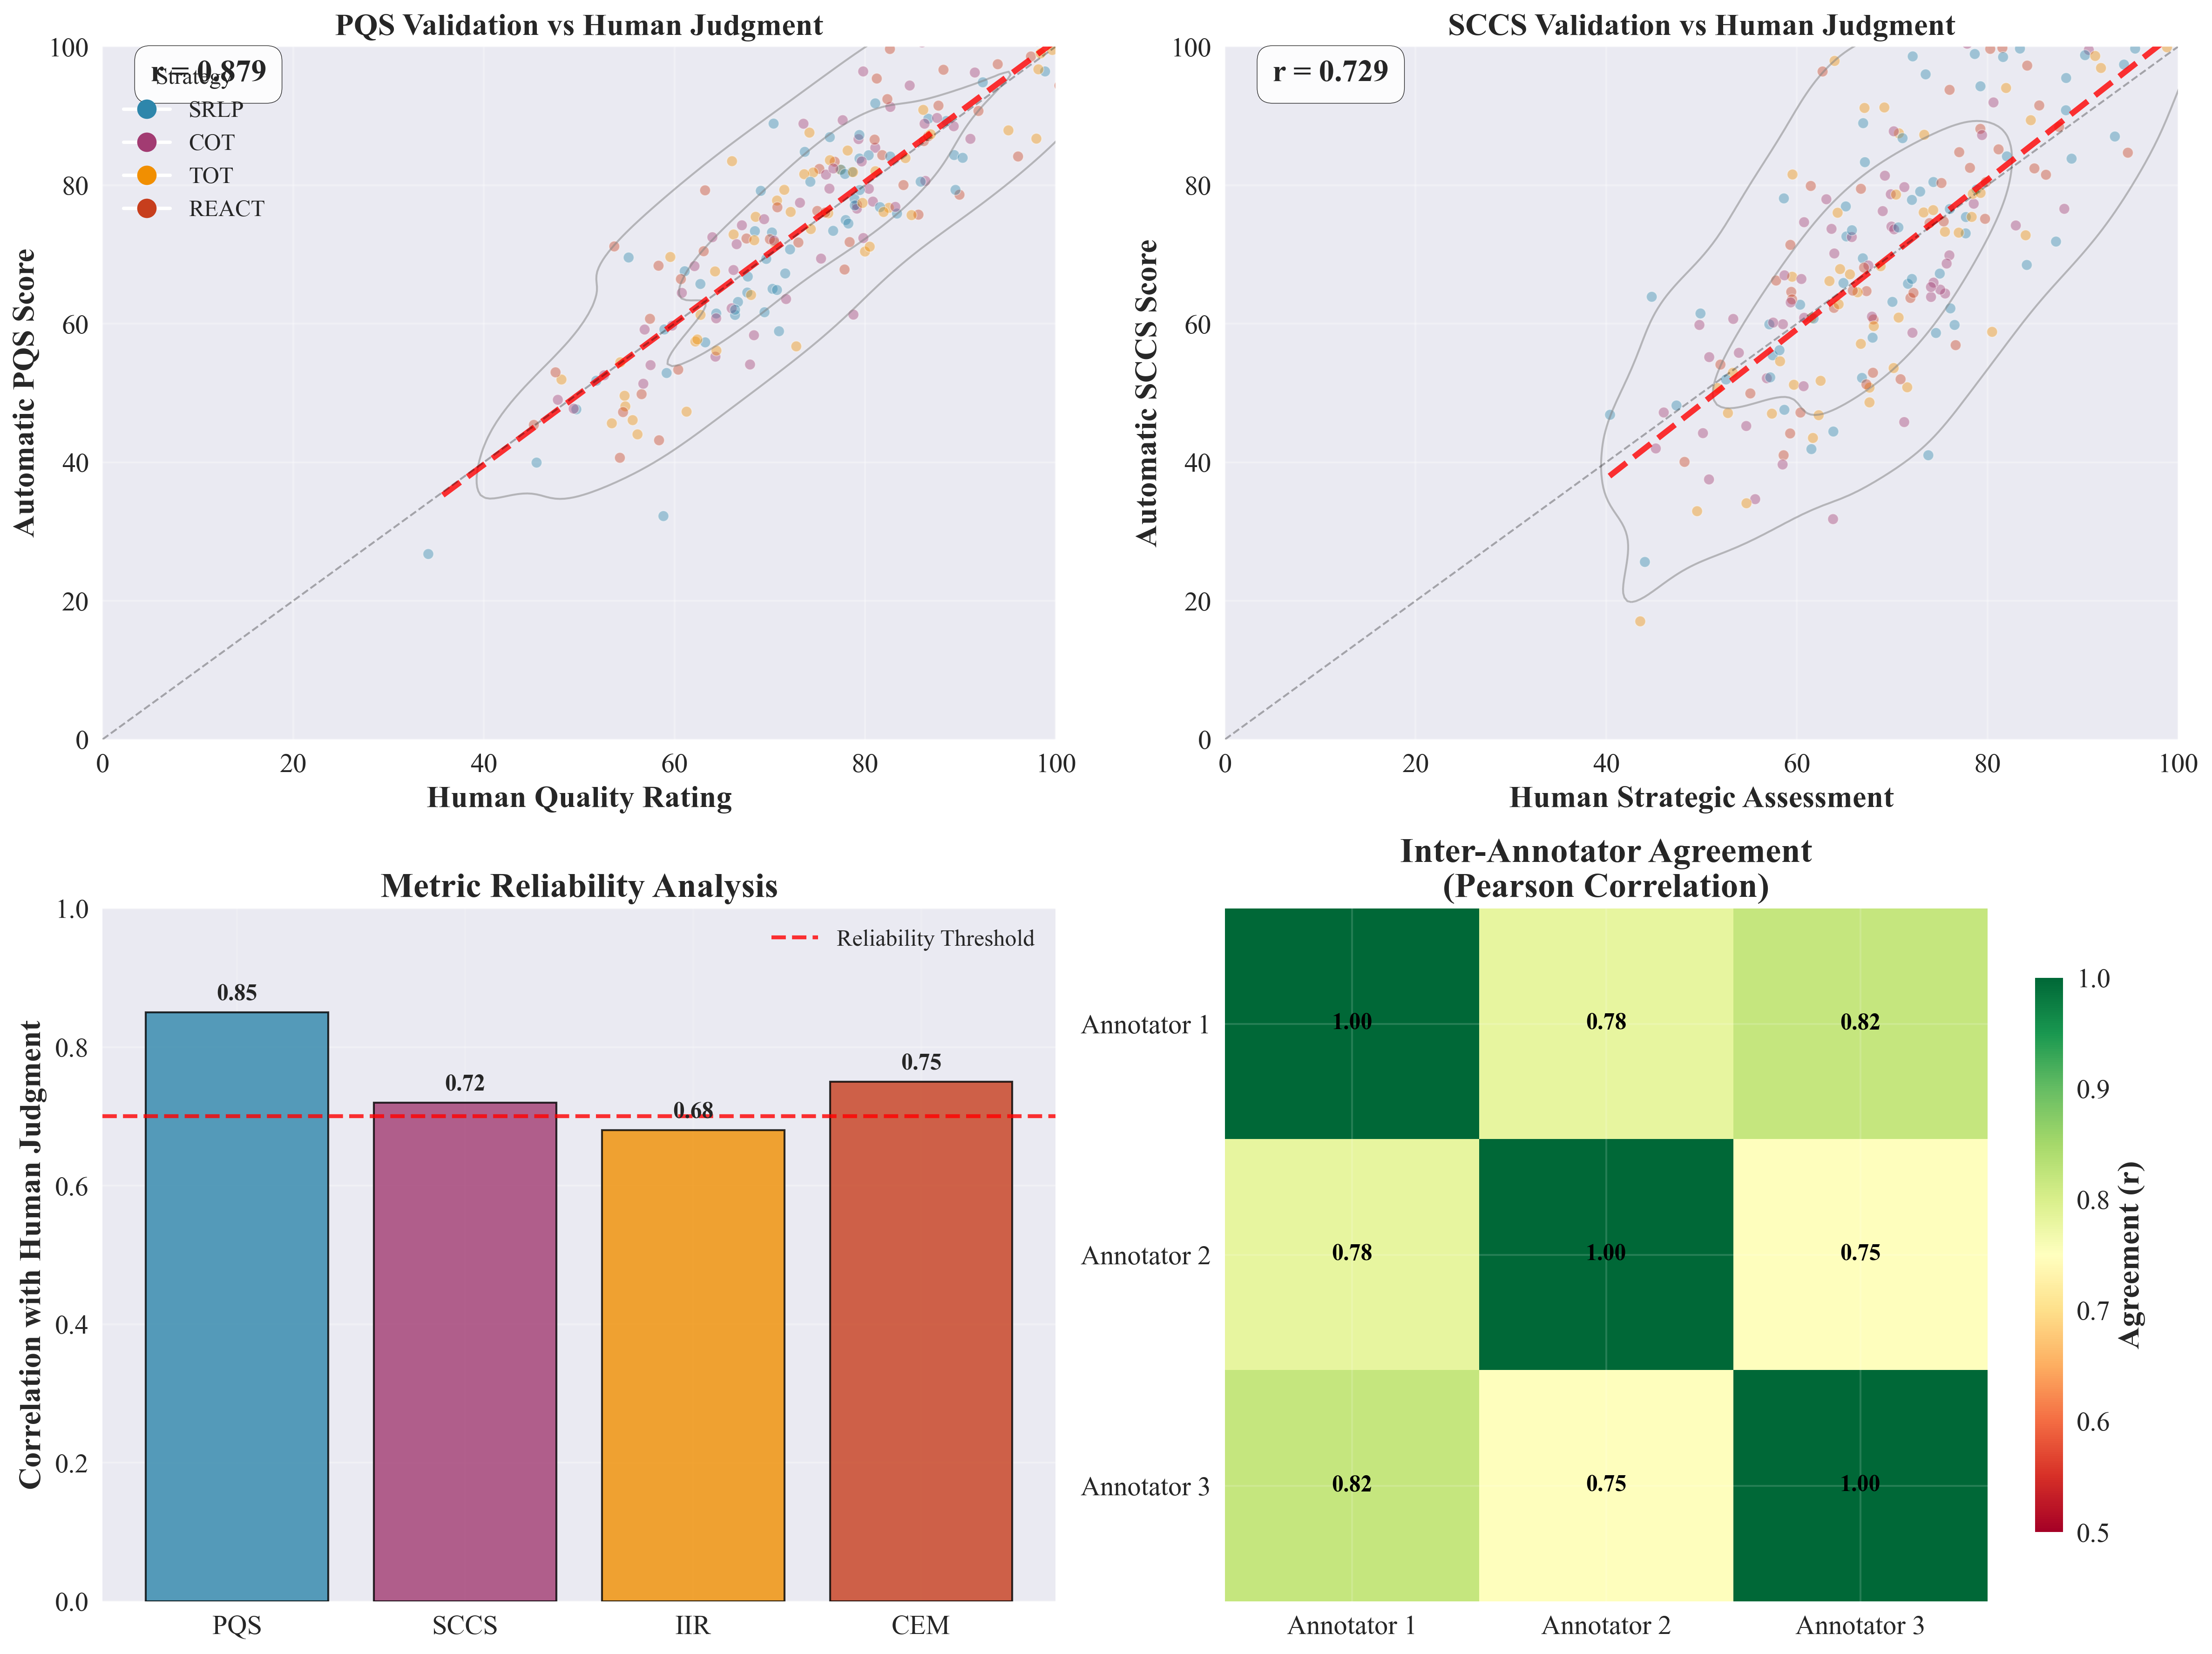 PQS Validation vs Human Judgment
r = 0.879
Strategy
SRLP
COT
TOT
REACT
100
80
60
40
20
0
Automatic PQS Score
0 20 40 60 80 100
Human Quality Rating
SCCS Validation vs Human Judgment
r = 0.729
100
80
60
40
20
0
Automatic SCCS Score
0 20 40 60 80 100
Human Strategic Assessment
Metric Reliability Analysis
Reliability Threshold
1.0
0.8
0.6
0.4
0.2
0.0
Correlation with Human Judgment
0.85
0.72
0.68
0.75
PQS SCCS IIR CEM
Inter-Annotator Agreement
(Pearson Correlation)
Annotator 1 1.00 0.78 0.82
Annotator 2 0.78 1.00 0.75
Annotator 3 0.82 0.75 1.00
Annotator 1 Annotator 2 Annotator 3
1.0
0.9
0.8
0.7
0.6
0.5
Agreement (r)